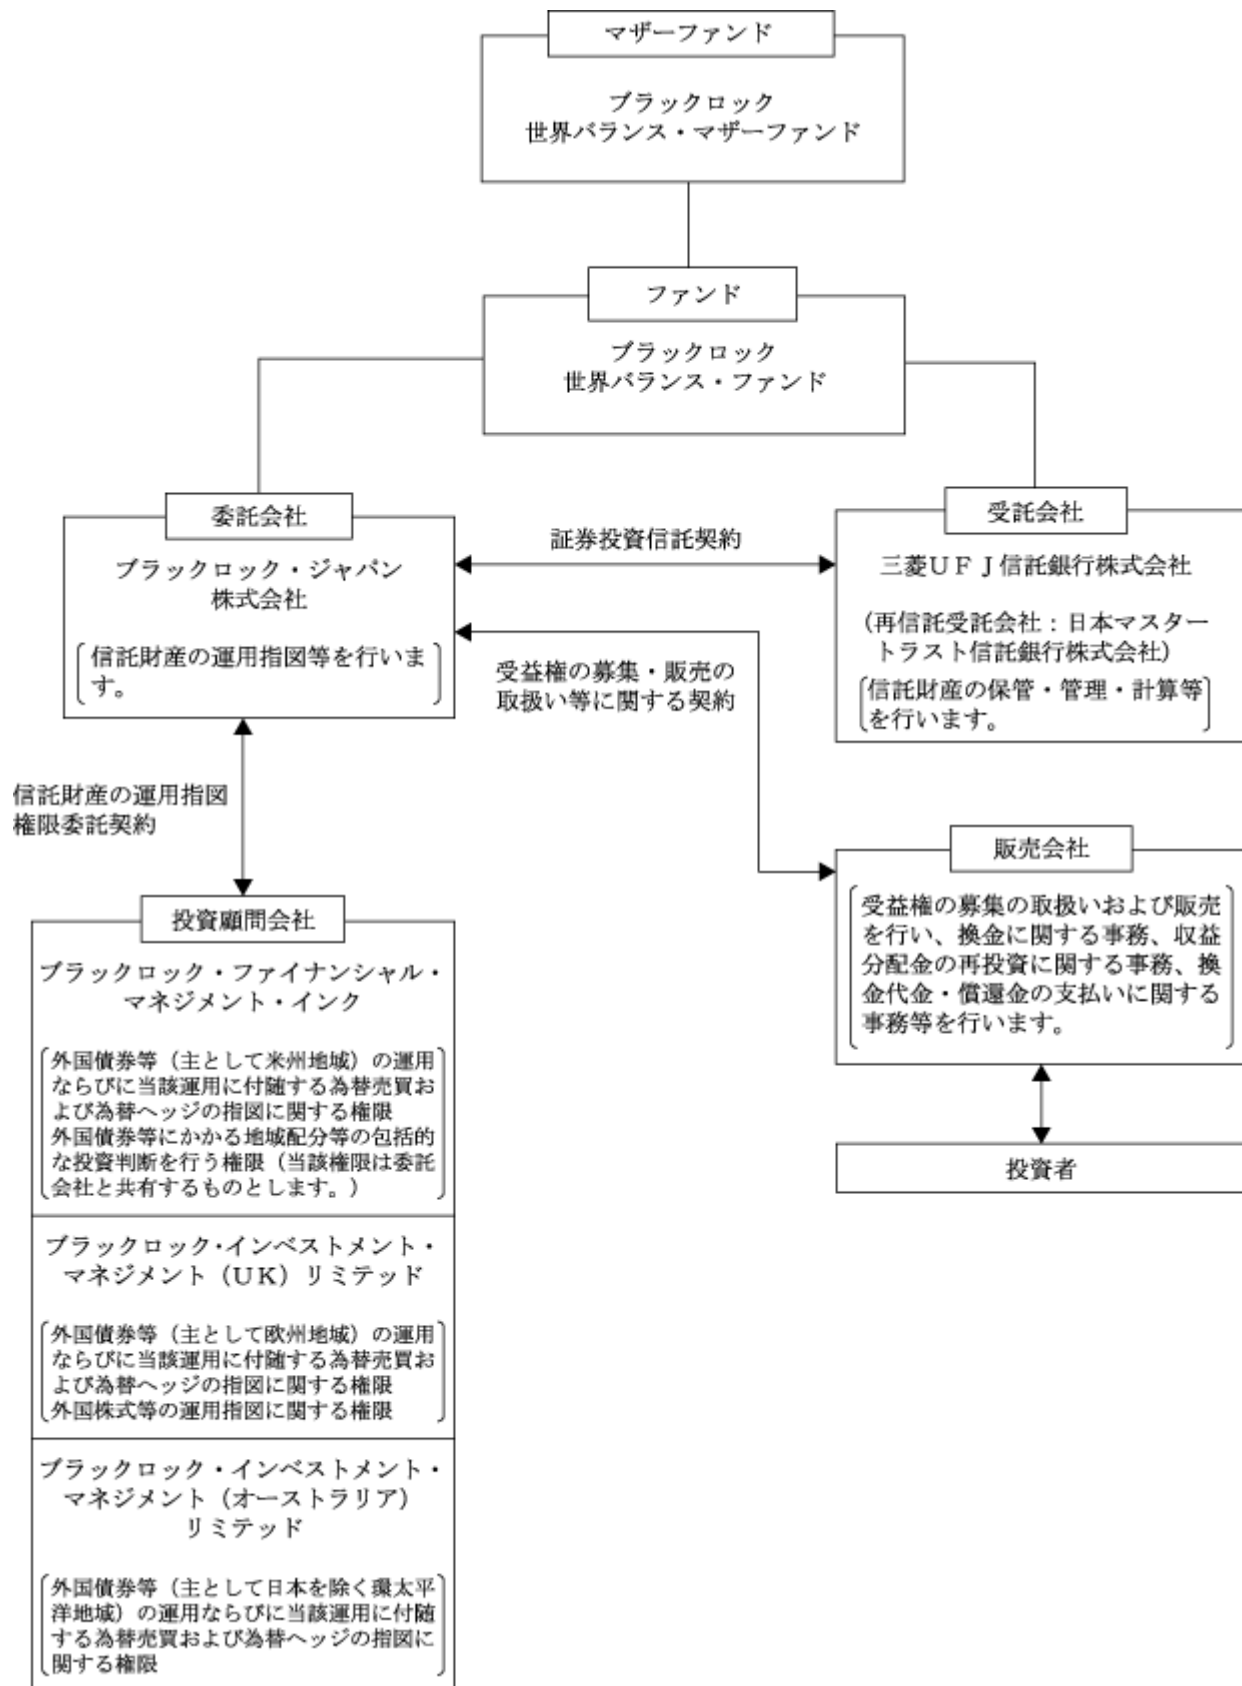 マザーファンド
ブラックロック
世界バランス・マザーファンド
ファンド
ブラックロック
世界バランス・ファンド
委託会社
ブラックロック・ジャパン
株式会社
信託財産の運用指図等を行いま
す。
証券投資信託契約
受益権の募集・販売の
取扱い等に関する契約
受託会社
三菱ＵＦＪ信託銀行株式会社
（再信託受託会社：日本マスター
トラスト信託銀行株式会社）
信託財産の保管・管理・計算等
を行います。
信託財産の運用指図
権限委託契約
販売会社
受益権の募集の取扱いおよび販売
を行い、換金に関する事務、収益
分配金の再投資に関する事務、換
金代金・償還金の支払いに関する
事務等を行います。
投資者
投資顧問会社
ブラックロック・ファイナンシャル・
マネジメント・インク
外国債券等（主として米州地域）の運用
ならびに当該運用に付随する為替売買お
よび為替ヘッジの指図に関する権限
外国債券等にかかる地域配分等の包括的
な投資判断を行う権限（当該権限は委託
会社と共有するものとします。）
ブラックロック・インベストメント・
マネジメント（ＵＫ）リミテッド
外国債券等（主として欧州地域）の運用
ならびに当該運用に付随する為替売買お
よび為替ヘッジの指図に関する権限
外国株式等の運用指図に関する権限
ブラックロック・インベストメント・
マネジメント（オーストラリア）
リミテッド
外国債券等（主として日本を除く環太平
洋地域）の運用ならびに当該運用に付随
する為替売買および為替ヘッジの指図に
関する権限